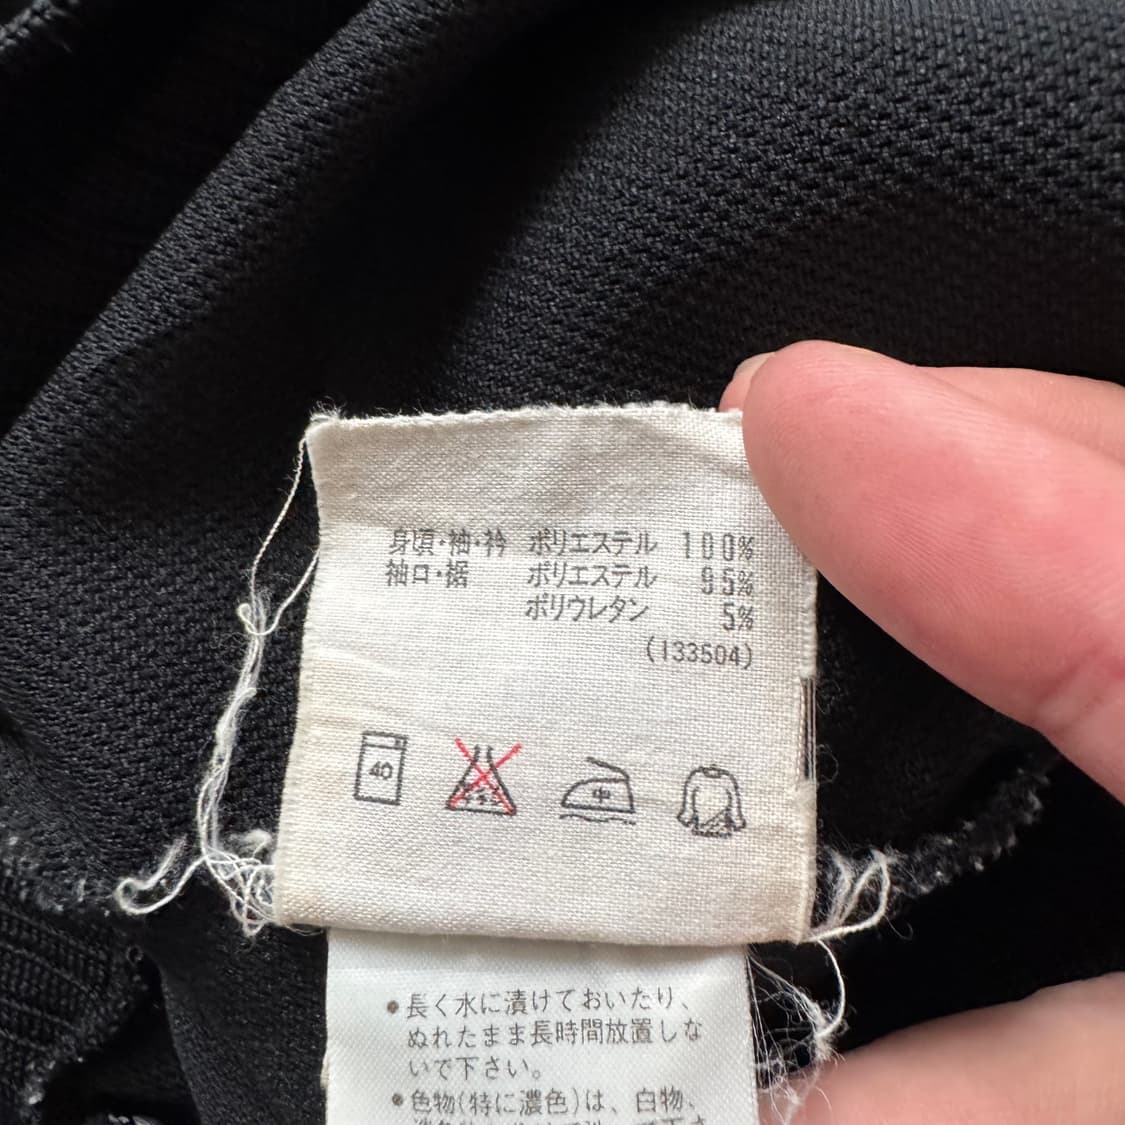 身頃・袖・衿 ポリエステル 100%
袖口・裾 ポリエステル 95%
ポリウレタン 5%
(133504)
40 中
●長く水に漬けておいたり、
ぬれたまま長時間放置しな
いで下さい。
●色物(特に濃色)は、白物、